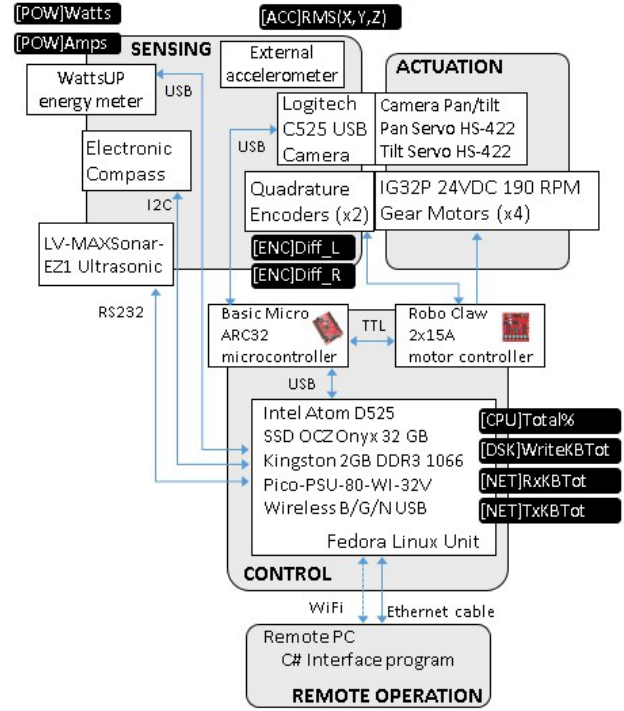 [POW]Watts
[ACC]RMS(X,Y,Z)
[POW]Amps
SENSING
WattsUP
energy meter
USB
External
accelerometer
ACTUATION
Logitech
C525 USB
Camera
USB
Camera Pan/tilt
Pan Servo HS-422
Tilt Servo HS-422
Electronic
Compass
I2C
Quadrature
Encoders (x2)
IG32P 24VDC 190 RPM
Gear Motors (x4)
LV-MAXSonar-
EZ1 Ultrasonic
[ENC]Diff_L
[ENC]Diff_R
RS232
Basic Micro
ARC32
microcontroller
TTL
Robo Claw
2x15A
motor controller
USB
Intel Atom D525
SSD OCZOnyx 32 GB
Kingston 2GB DDR3 1066
Pico-PSU-80-WI-32V
Wireless B/G/N USB
Fedora Linux Unit
[CPU]Total%
[DSK]WriteKBTot
[NET]RxKBTot
[NET]TxKBTot
CONTROL
WiFi
Ethernet cable
Remote PC
C# Interface program
REMOTE OPERATION